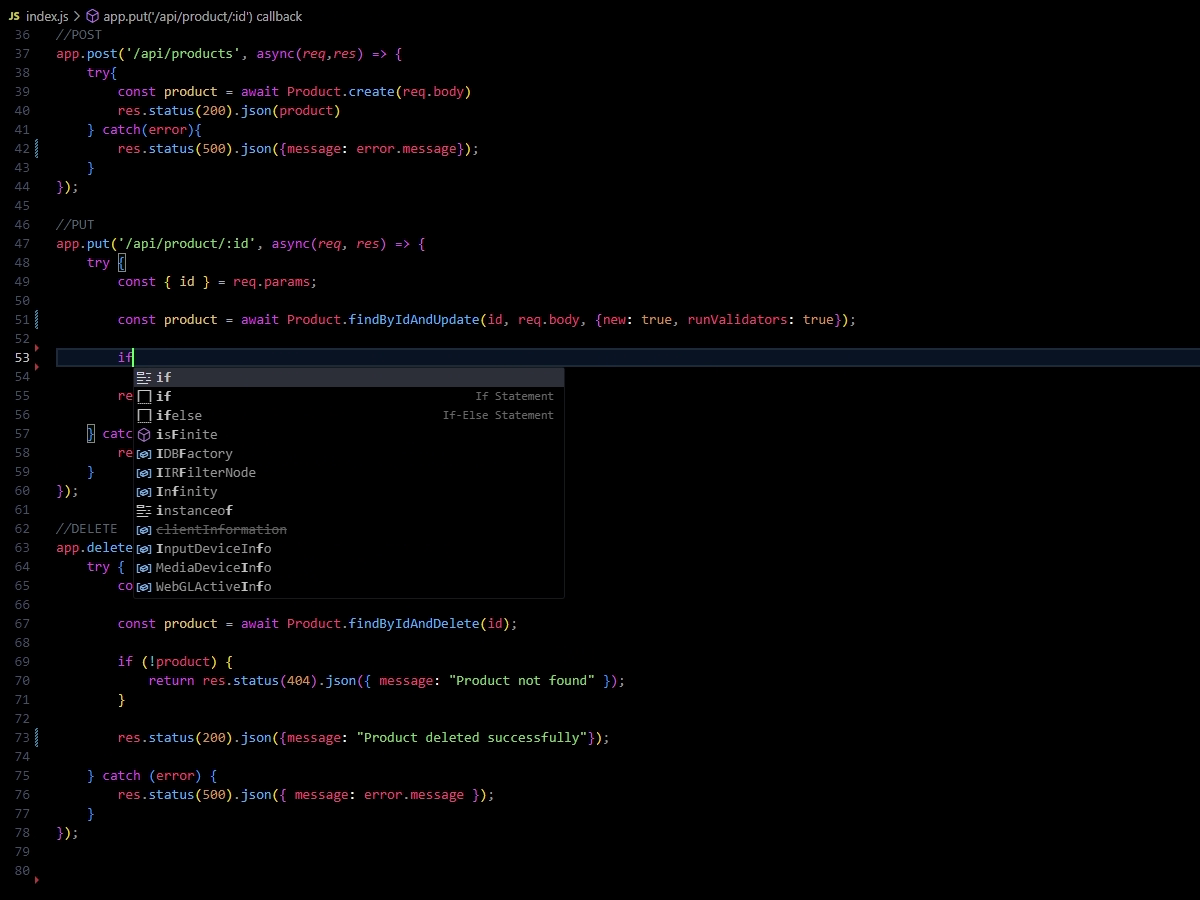 JS index.js > app.put('/api/product/:id') callback
36 //POST
37 app.post('/api/products', async(req,res) => {
38 try{
39 const product = await Product.create(req.body)
40 res.status(200).json(product)
41 } catch(error){
42 res.status(500).json({message: error.message});
43 }
44 });
45
46 //PUT
47 app.put('/api/product/:id', async(req, res) => {
48 try {
49 const { id } = req.params;
50
51 const product = await Product.findByIdAndUpdate(id, req.body, {new: true, runValidators: true});
52
53 if
54 if
55 re if If Statement
56 ifelse If-Else Statement
57 } catc isFinite
58 re IDBFactory
59 } IIRFilterNode
60 }); Infinity
61 instanceof
62 //DELETE clientInformation
63 app.delete InputDeviceInfo
64 try { MediaDeviceInfo
65 co WebGLActiveInfo
66
67 const product = await Product.findByIdAndDelete(id);
68
69 if (!product) {
70 return res.status(404).json({ message: "Product not found" });
71 }
72
73 res.status(200).json({message: "Product deleted successfully"});
74
75 } catch (error) {
76 res.status(500).json({ message: error.message });
77 }
78 });
79
80